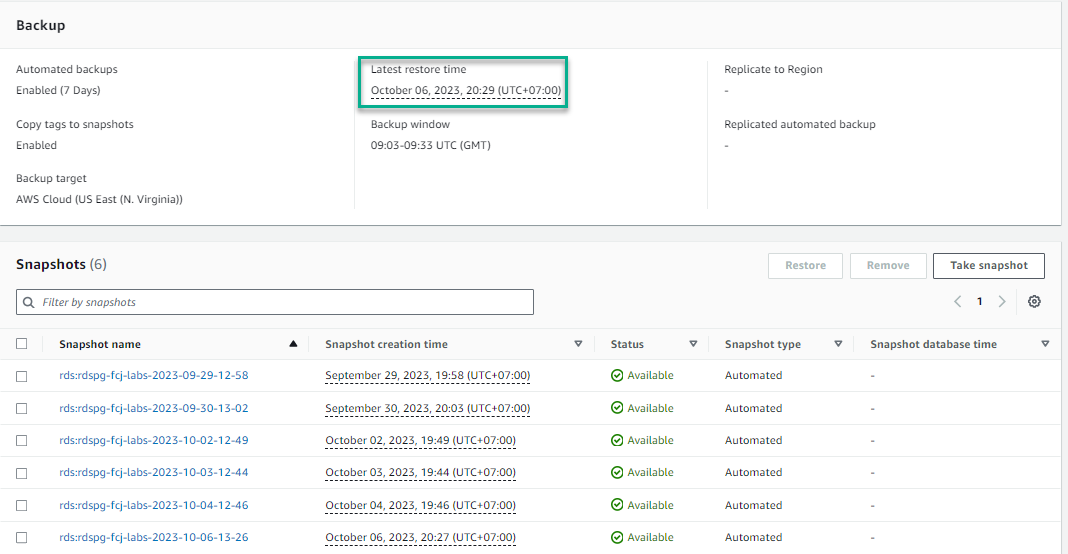 Backup
Automated backups
Enabled (7 Days)
Copy tags to snapshots
Enabled
Backup target
AWS Cloud (US East (N. Virginia))
Latest restore time
October 06, 2023, 20:29 (UTC+07:00)
Backup window
09:03-09:33 UTC (GMT)
Replicate to Region
-
Replicated automated backup
-
Snapshots (6)
Restore
Remove
Take snapshot
Filter by snapshots
1
Snapshot name Snapshot creation time Status Snapshot type Snapshot database time
rds:rdspg-fcj-labs-2023-09-29-12-58 September 29, 2023, 19:58 (UTC+07:00) Available Automated -
rds:rdspg-fcj-labs-2023-09-30-13-02 September 30, 2023, 20:03 (UTC+07:00) Available Automated -
rds:rdspg-fcj-labs-2023-10-02-12-49 October 02, 2023, 19:49 (UTC+07:00) Available Automated -
rds:rdspg-fcj-labs-2023-10-03-12-44 October 03, 2023, 19:44 (UTC+07:00) Available Automated -
rds:rdspg-fcj-labs-2023-10-04-12-46 October 04, 2023, 19:46 (UTC+07:00) Available Automated -
rds:rdspg-fcj-labs-2023-10-06-13-26 October 06, 2023, 20:27 (UTC+07:00) Available Automated -